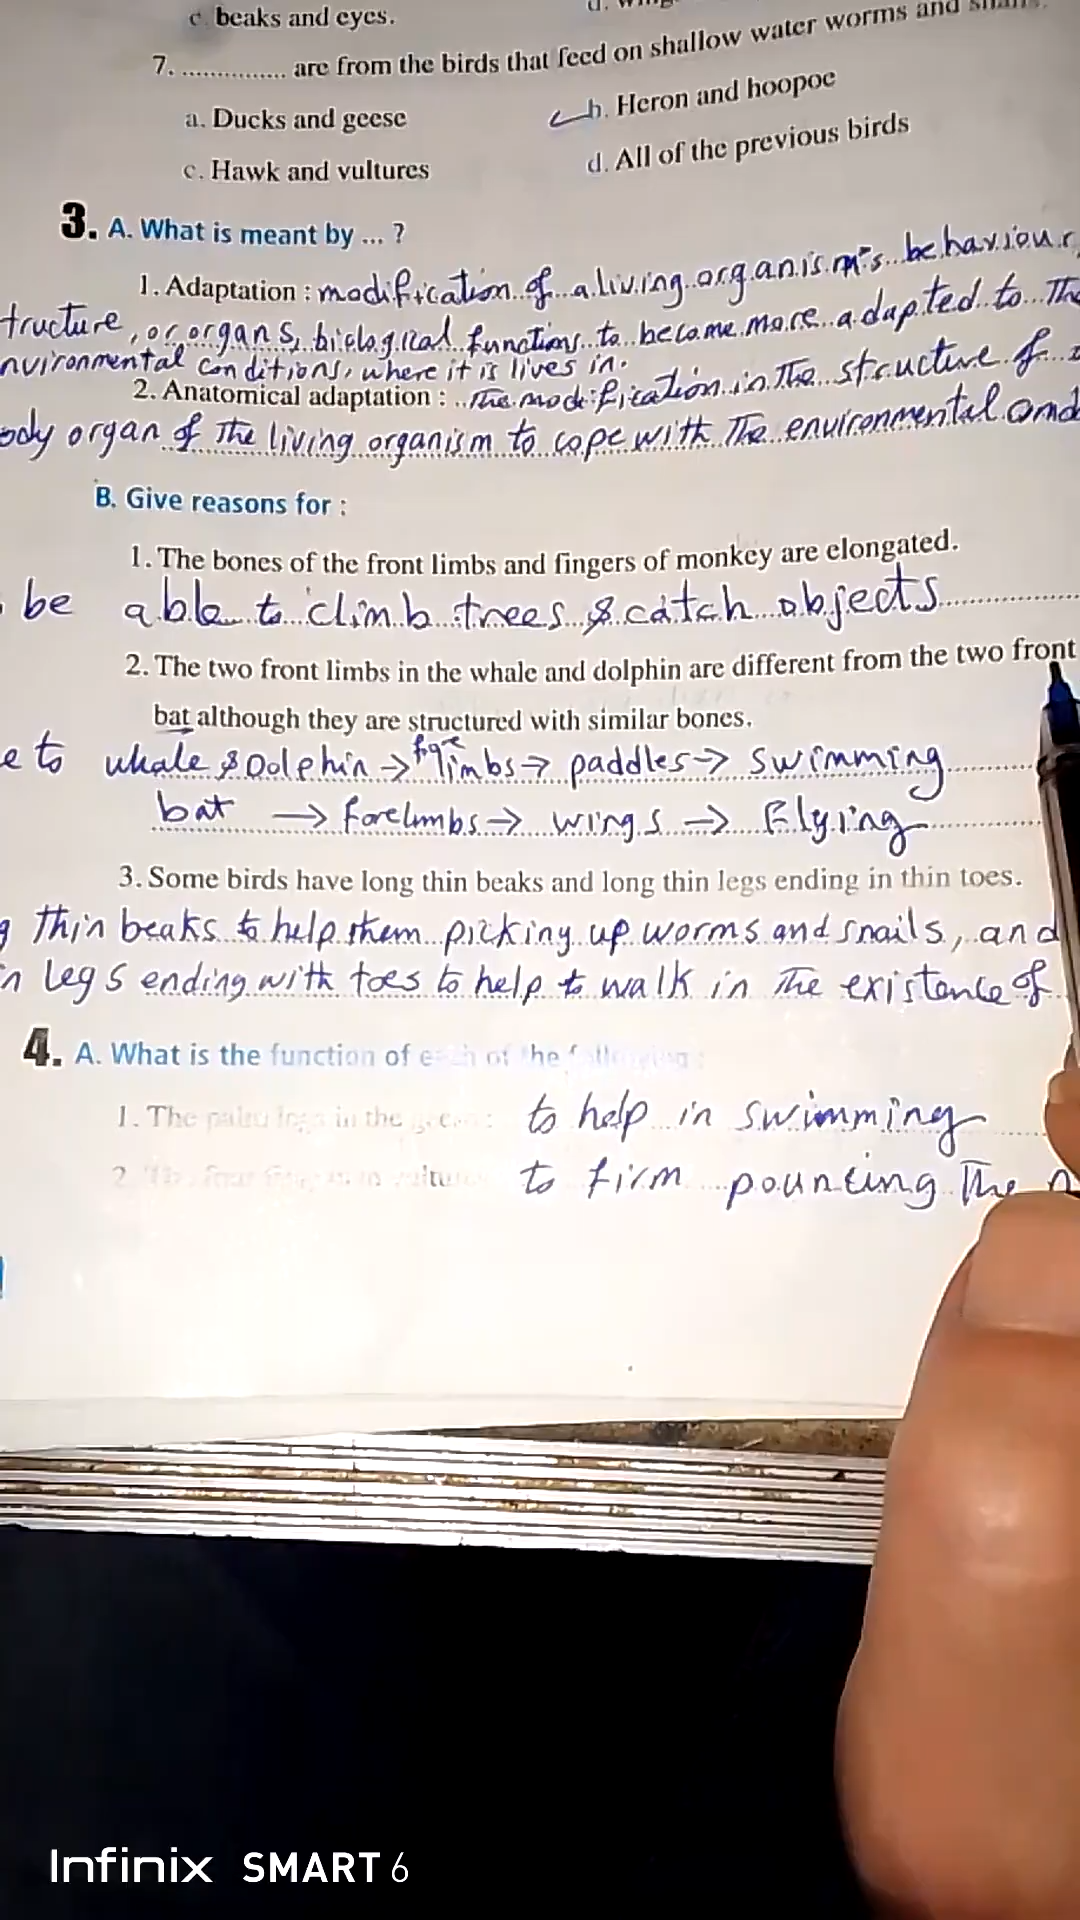 c. beaks and eyes.
d.
7. .............. are from the birds that feed on shallow water worms and
a. Ducks and geese
b. Heron and hoopoe
c. Hawk and vultures
d. All of the previous birds
3. A. What is meant by ... ?
1. Adaptation : modification of a living organism's behaviour,
tructure, or organs, biological functions to become more adapted to The
nvironmental conditions, where it is lives in.
2. Anatomical adaptation : The modification in The structure of
ody organ of The living organism to cope with The environmental and
B. Give reasons for :
1. The bones of the front limbs and fingers of monkey are elongated.
be able to climb trees & catch objects
2. The two front limbs in the whale and dolphin are different from the two front
bat although they are structured with similar bones.
e to whale & Dolphin → fore limbs → paddles → swimming
bat → forelimbs → wings → Flying
3. Some birds have long thin beaks and long thin legs ending in thin toes.
g Thin beaks to help them picking up worms and snails, and
n legs ending with toes to help to walk in The existence of
4. A. What is the function of each of the following :
1. The in the to help in swimming
2. to firm pouncing The
Infinix SMART 6